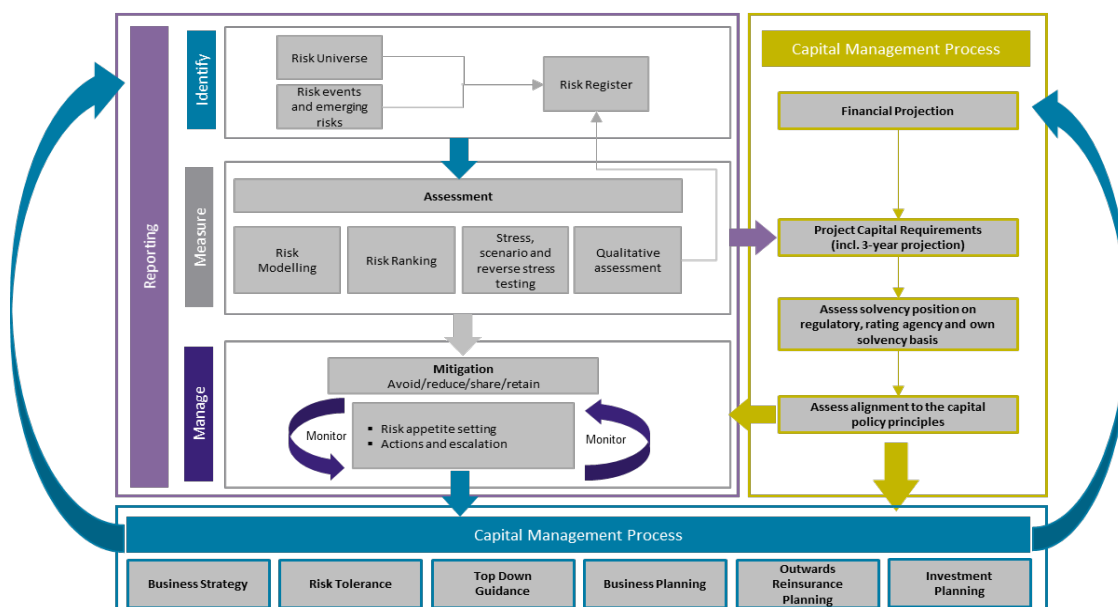 Reporting
Identify
Risk Universe
Risk events
and emerging
risks
Risk Register
Measure
Assessment
Risk
Modelling
Risk Ranking
Stress,
scenario and
reverse stress
testing
Qualitative
assessment
Manage
Mitigation
Avoid/reduce/share/retain
Monitor
▪ Risk appetite setting
▪ Actions and escalation
Monitor
Capital Management Process
Financial Projection
Project Capital Requirements
(incl. 3-year projection)
Assess solvency position on
regulatory, rating agency and own
solvency basis
Assess alignment to the capital
policy principles
Capital Management Process
Business Strategy
Risk Tolerance
Top Down
Guidance
Business Planning
Outwards
Reinsurance
Planning
Investment
Planning